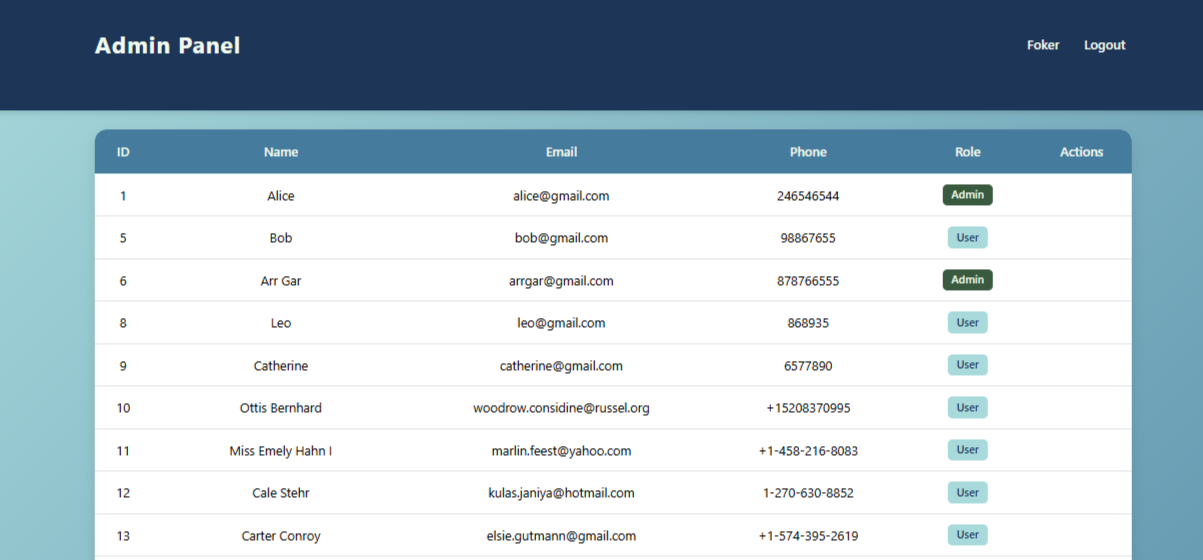 Admin Panel Foker Logout
ID Name Email Phone Role Actions
1 Alice alice@gmail.com 246546544 Admin
5 Bob bob@gmail.com 98867655 User
6 Arr Gar arrgar@gmail.com 878766555 Admin
8 Leo leo@gmail.com 868935 User
9 Catherine catherine@gmail.com 6577890 User
10 Ottis Bernhard woodrow.considine@russel.org +15208370995 User
11 Miss Emely Hahn I marlin.feest@yahoo.com +1-458-216-8083 User
12 Cale Stehr kulas.janiya@hotmail.com 1-270-630-8852 User
13 Carter Conroy elsie.gutmann@gmail.com +1-574-395-2619 User